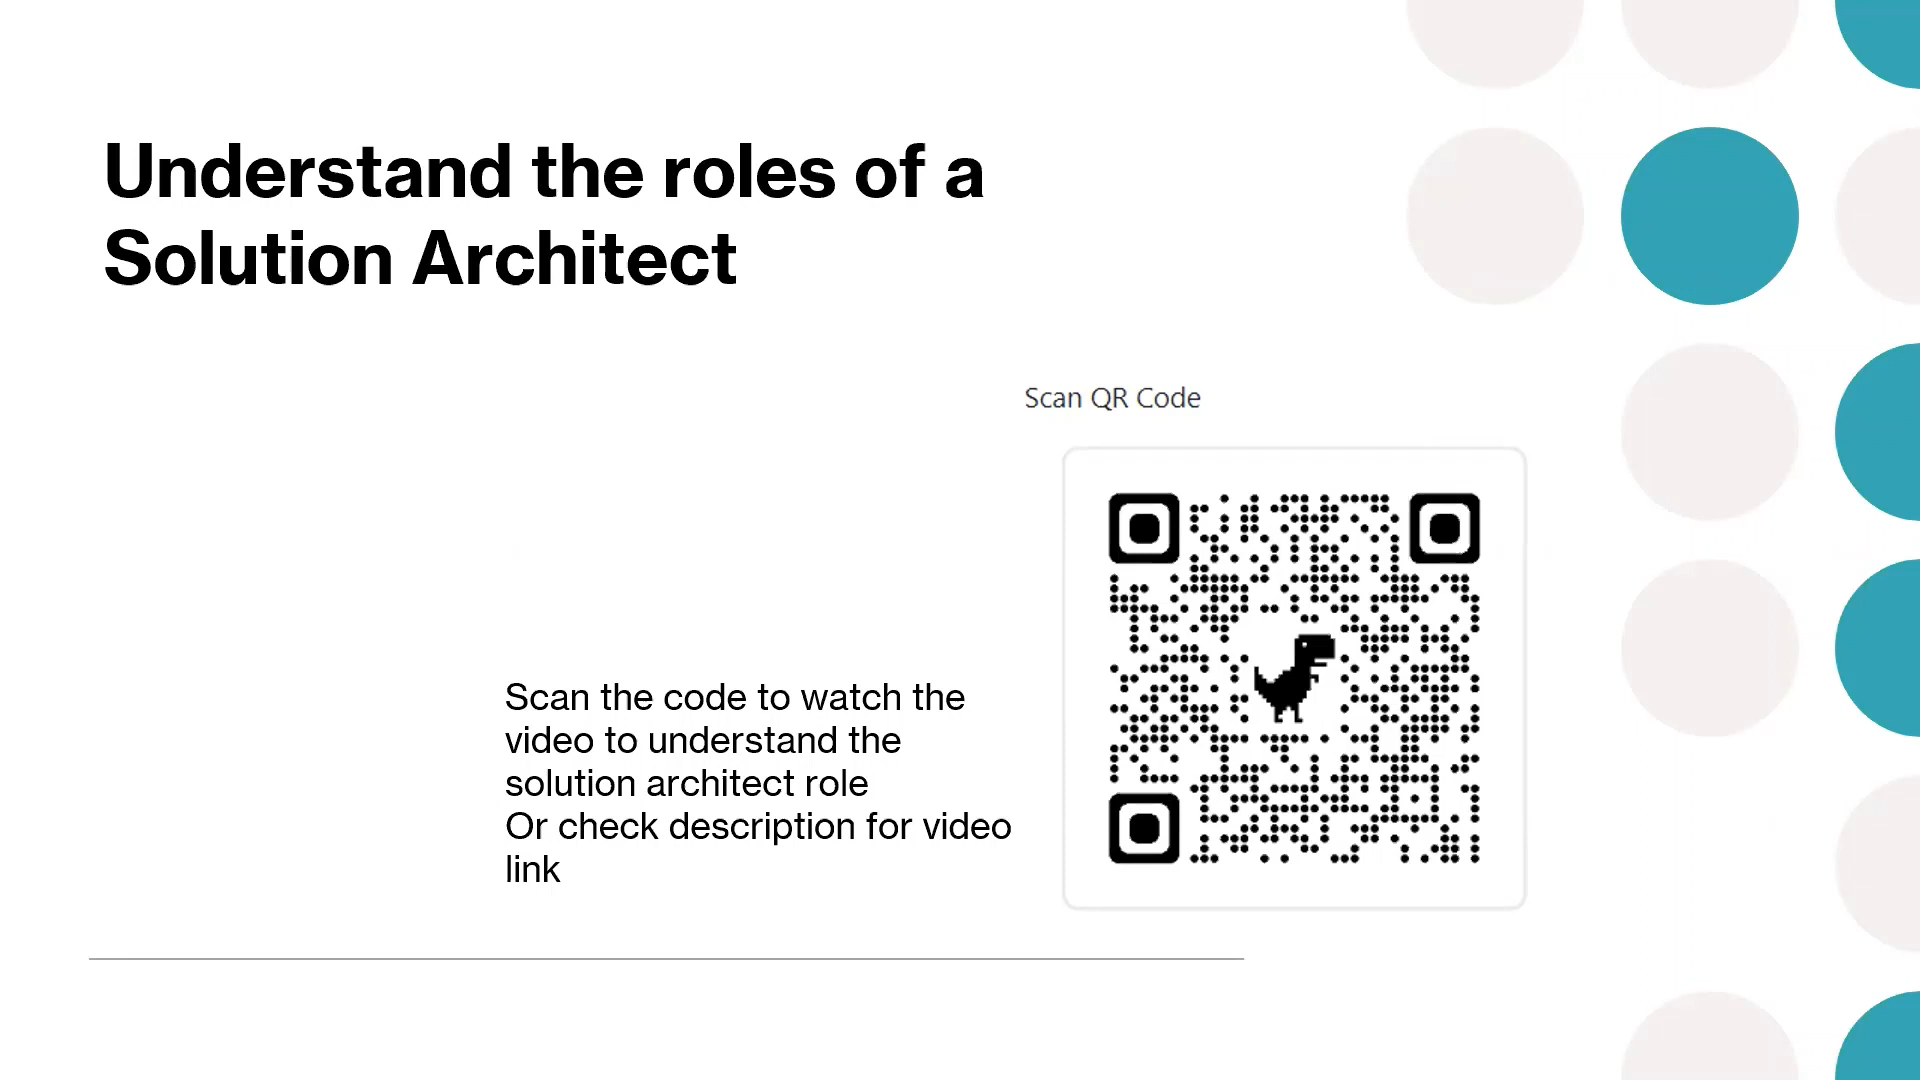 Understand the roles of a
Solution Architect
Scan QR Code
Scan the code to watch the
video to understand the
solution architect role
Or check description for video
link